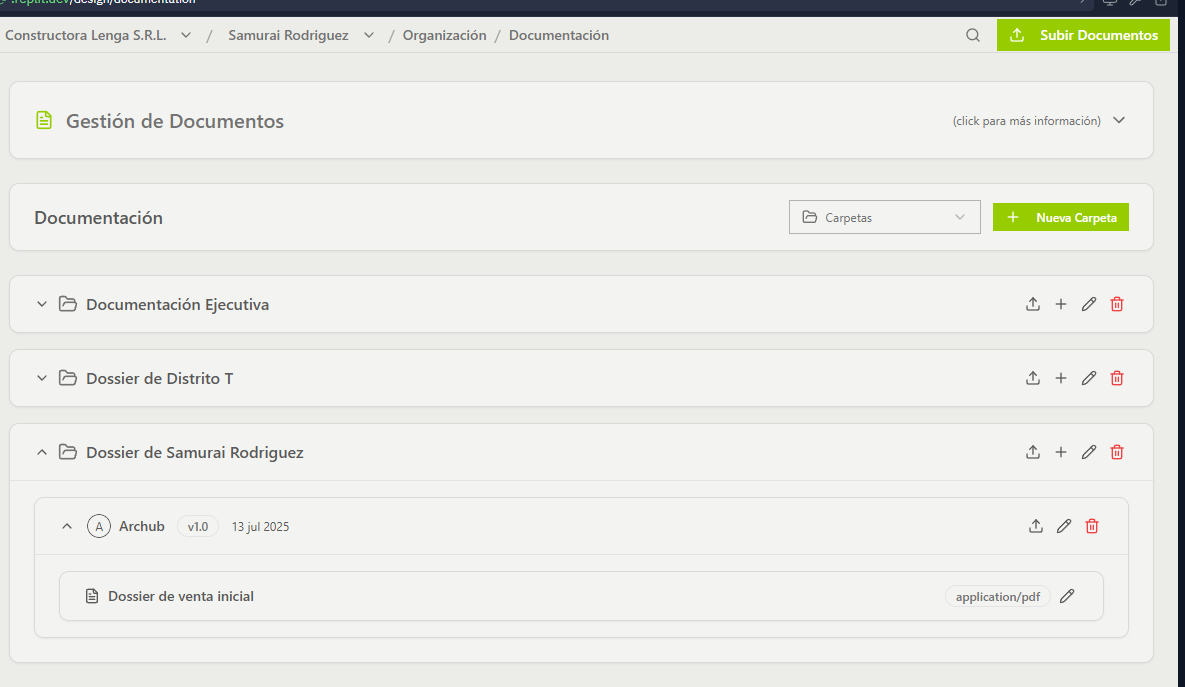 .replit.dev/design/documentation
Constructora Lenga S.R.L. / Samurai Rodriguez / Organización / Documentación
Subir Documentos
Gestión de Documentos
(click para más información)
Documentación
Carpetas
+ Nueva Carpeta
Documentación Ejecutiva
Dossier de Distrito T
Dossier de Samurai Rodriguez
A Archub v1.0 13 jul 2025
Dossier de venta inicial
application/pdf